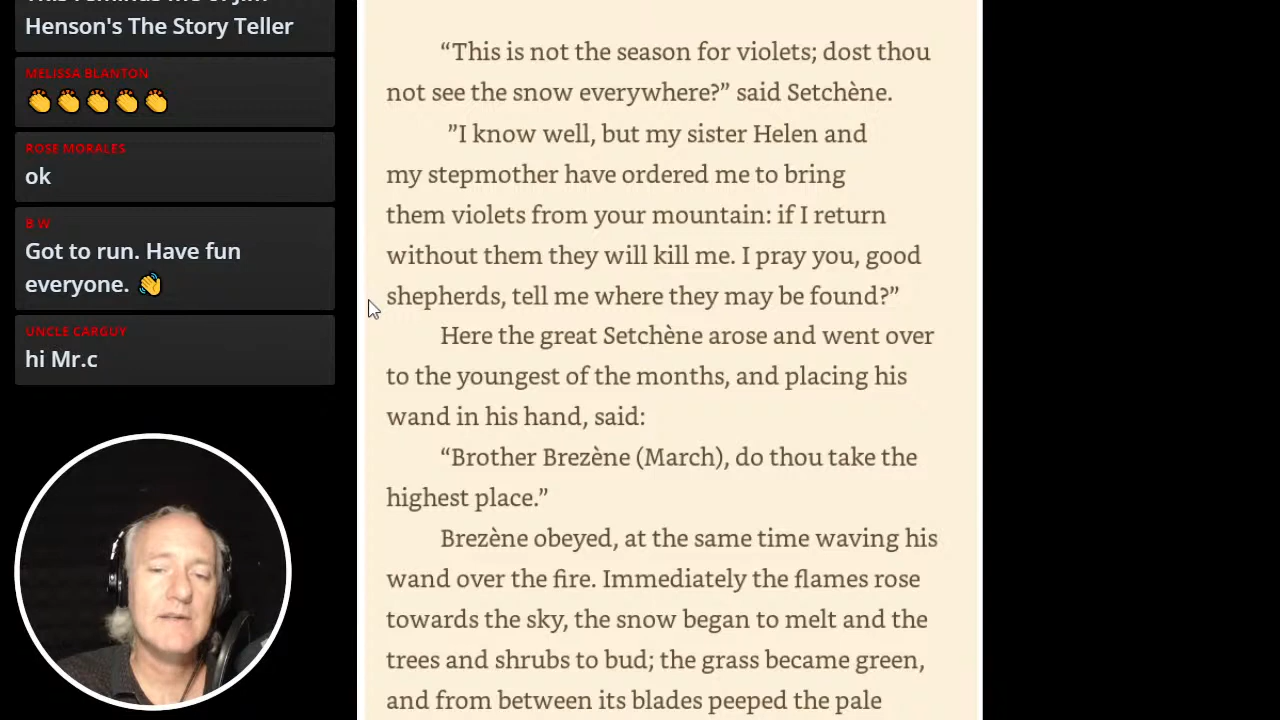 Henson's The Story Teller
MELISSA BLANTON
👏👏👏👏👏
ROSE MORALES
ok
B W
Got to run. Have fun
everyone. 👋
UNCLE CARGUY
hi Mr.c
“This is not the season for violets; dost thou
not see the snow everywhere?” said Setchène.
”I know well, but my sister Helen and
my stepmother have ordered me to bring
them violets from your mountain: if I return
without them they will kill me. I pray you, good
shepherds, tell me where they may be found?”
Here the great Setchène arose and went over
to the youngest of the months, and placing his
wand in his hand, said:
“Brother Brezène (March), do thou take the
highest place.”
Brezène obeyed, at the same time waving his
wand over the fire. Immediately the flames rose
towards the sky, the snow began to melt and the
trees and shrubs to bud; the grass became green,
and from between its blades peeped the pale